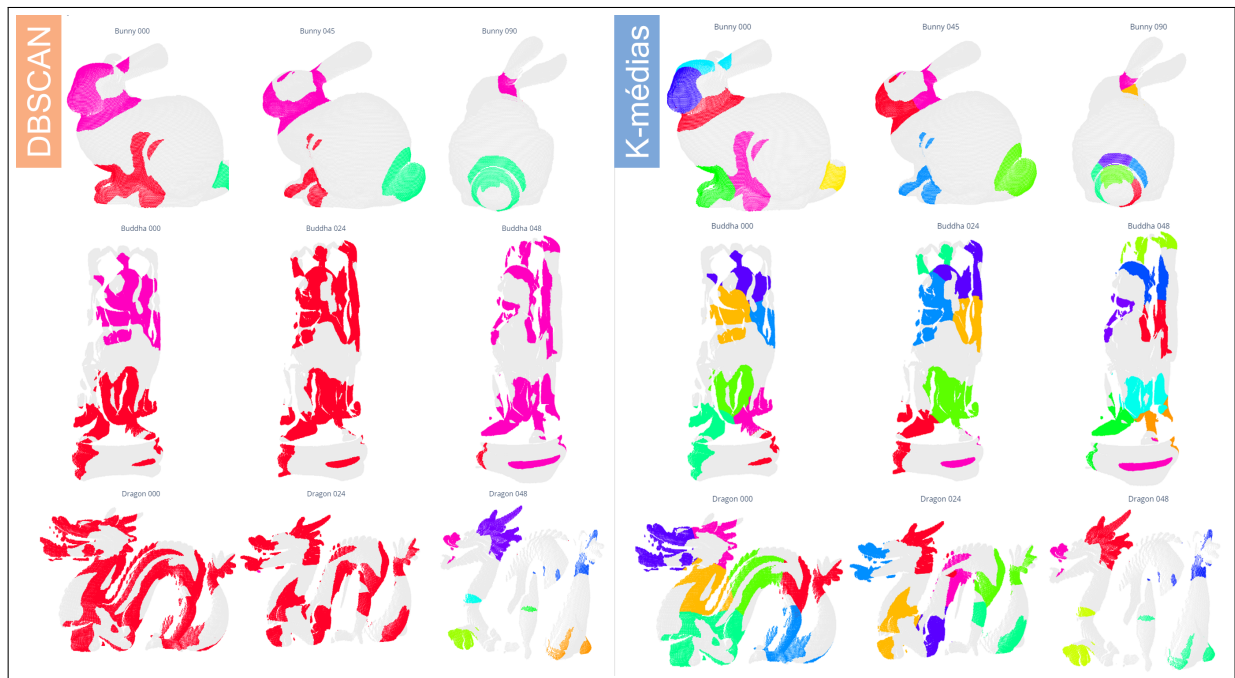 DBSCAN
Bunny 000
Bunny 045
Bunny 090
Buddha 000
Buddha 024
Buddha 048
Dragon 000
Dragon 024
Dragon 048
K-médias
Bunny 000
Bunny 045
Bunny 090
Buddha 000
Buddha 024
Buddha 048
Dragon 000
Dragon 024
Dragon 048